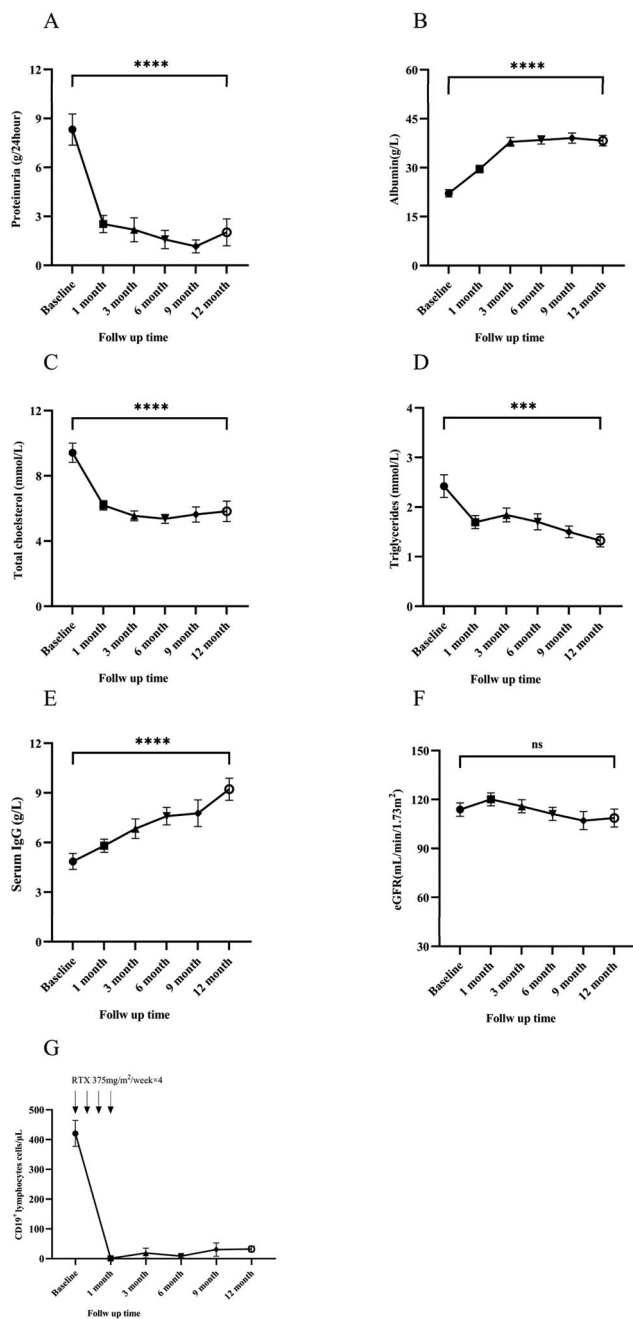 A
12
9
6
3
0
Proteinuria (g/24hour)
****
Baseline
1 month
3 month
6 month
9 month
12 month
Follw up time
B
60
45
30
15
0
Albumin(g/L)
****
Baseline
1 month
3 month
6 month
9 month
12 month
Follw up time
C
12
9
6
3
0
Total choelsterol (mmol/L)
****
Baseline
1 month
3 month
6 month
9 month
12 month
Follw up time
D
4
3
2
1
0
Triglycerides (mmol/L)
***
Baseline
1 month
3 month
6 month
9 month
12 month
Follw up time
E
12
9
6
3
0
Serum IgG (g/L)
****
Baseline
1 month
3 month
6 month
9 month
12 month
Follw up time
F
150
120
90
60
30
eGFR(mL/min/1.73m²)
ns
Baseline
1 month
3 month
6 month
9 month
12 month
Follw up time
G
RTX 375mg/m²/week×4
500
400
300
200
100
0
CD19⁺ lymphocytes cells/μL
Baseline
1 month
3 month
6 month
9 month
12 month
Follw up time